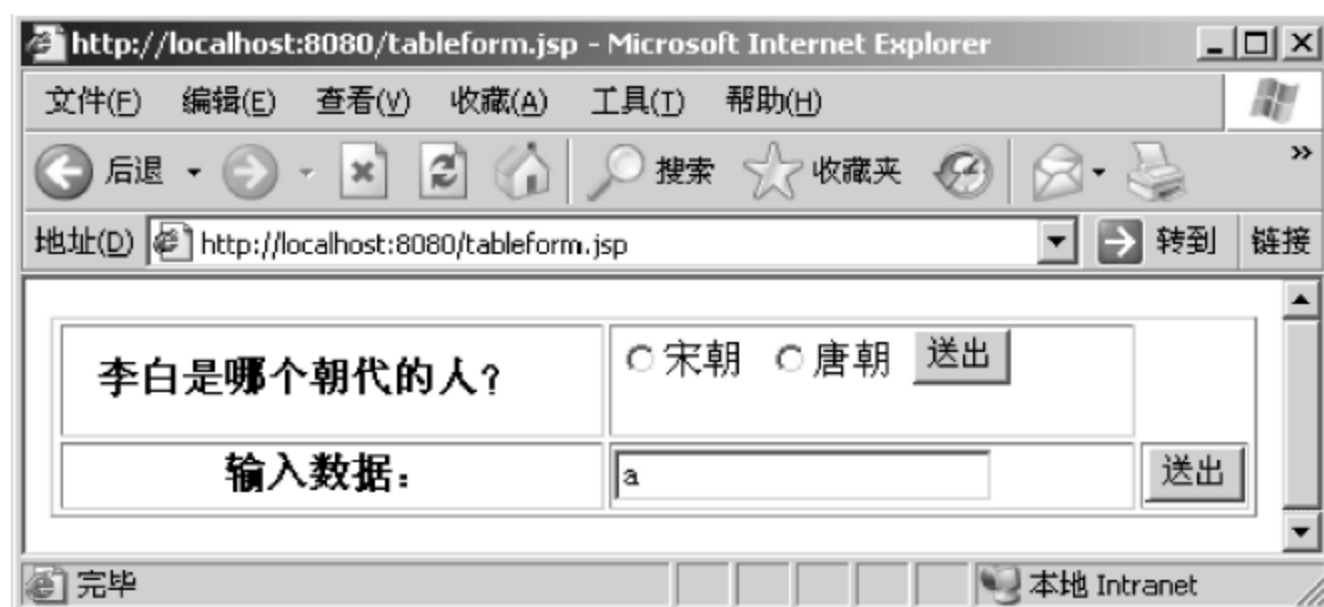 http://localhost:8080/tableform.jsp - Microsoft Internet Explorer
文件(F) 编辑(E) 查看(V) 收藏(A) 工具(T) 帮助(H)
后退 搜索 收藏夹 »
地址(D) http://localhost:8080/tableform.jsp 转到 链接
李白是哪个朝代的人? 宋朝 唐朝 送出
输入数据: a 送出
完毕 本地 Intranet